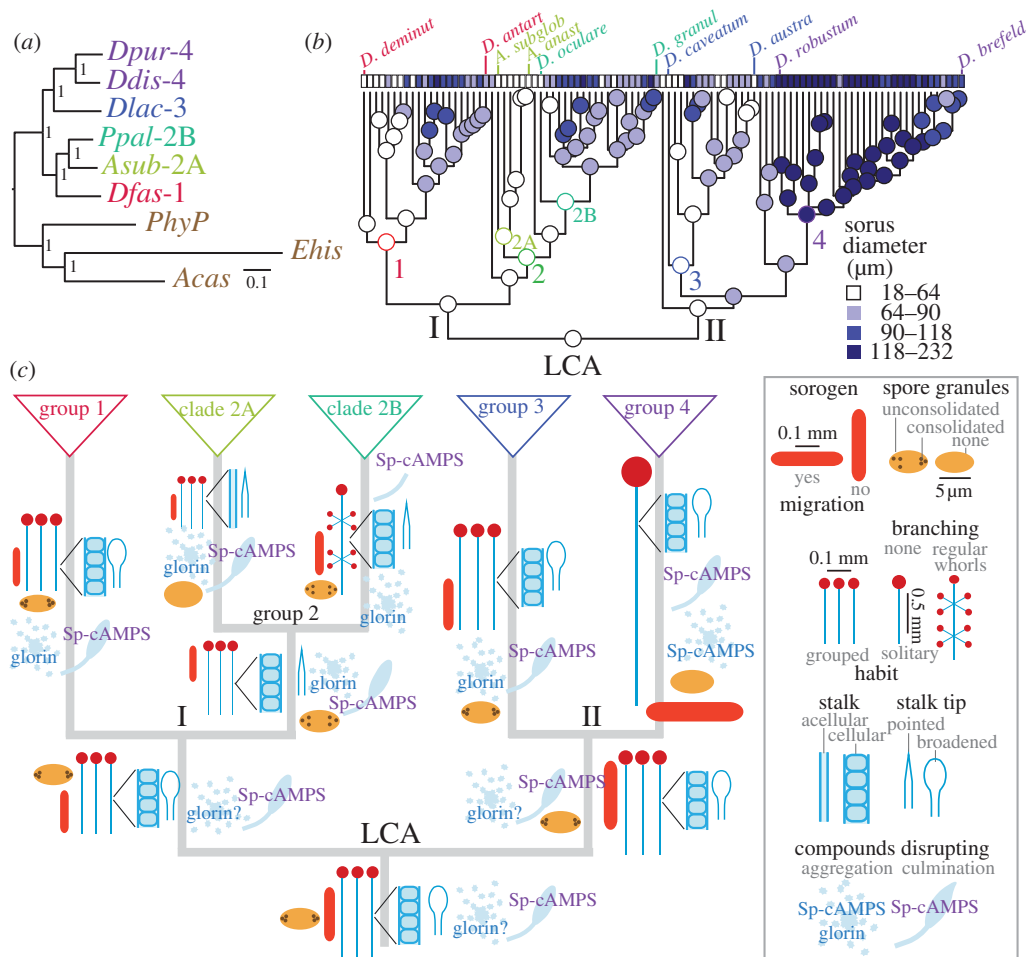 (a)
Dpur-4
Ddis-4
Dlac-3
Ppal-2B
Asub-2A
Dfas-1
PhyP
Ehis
Acas
0.1
1
1
1
1
1
1
1
(b)
D. deminut
D. antart
A. subglob
A. anast
D. oculare
D. granul
D. caveatum
D. austra
D. robustum
D. brefeld
1
2A
2
2B
3
4
I
II
LCA
sorus
diameter
(µm)
18–64
64–90
90–118
118–232
(c)
group 1
clade 2A
clade 2B
group 3
group 4
Sp-cAMPS
glorin
Sp-cAMPS
glorin
Sp-cAMPS
glorin
group 2
glorin
Sp-cAMPS
glorin
Sp-cAMPS
Sp-cAMPS
Sp-cAMPS
I
II
Sp-cAMPS
glorin?
Sp-cAMPS
glorin?
LCA
Sp-cAMPS
glorin?
sorogen
0.1 mm
yes
no
migration
spore granules
unconsolidated
consolidated
none
5 µm
branching
none
regular
whorls
0.1 mm
0.5 mm
grouped
solitary
habit
stalk
acellular
cellular
stalk tip
pointed
broadened
compounds disrupting
aggregation
culmination
Sp-cAMPS
glorin
Sp-cAMPS